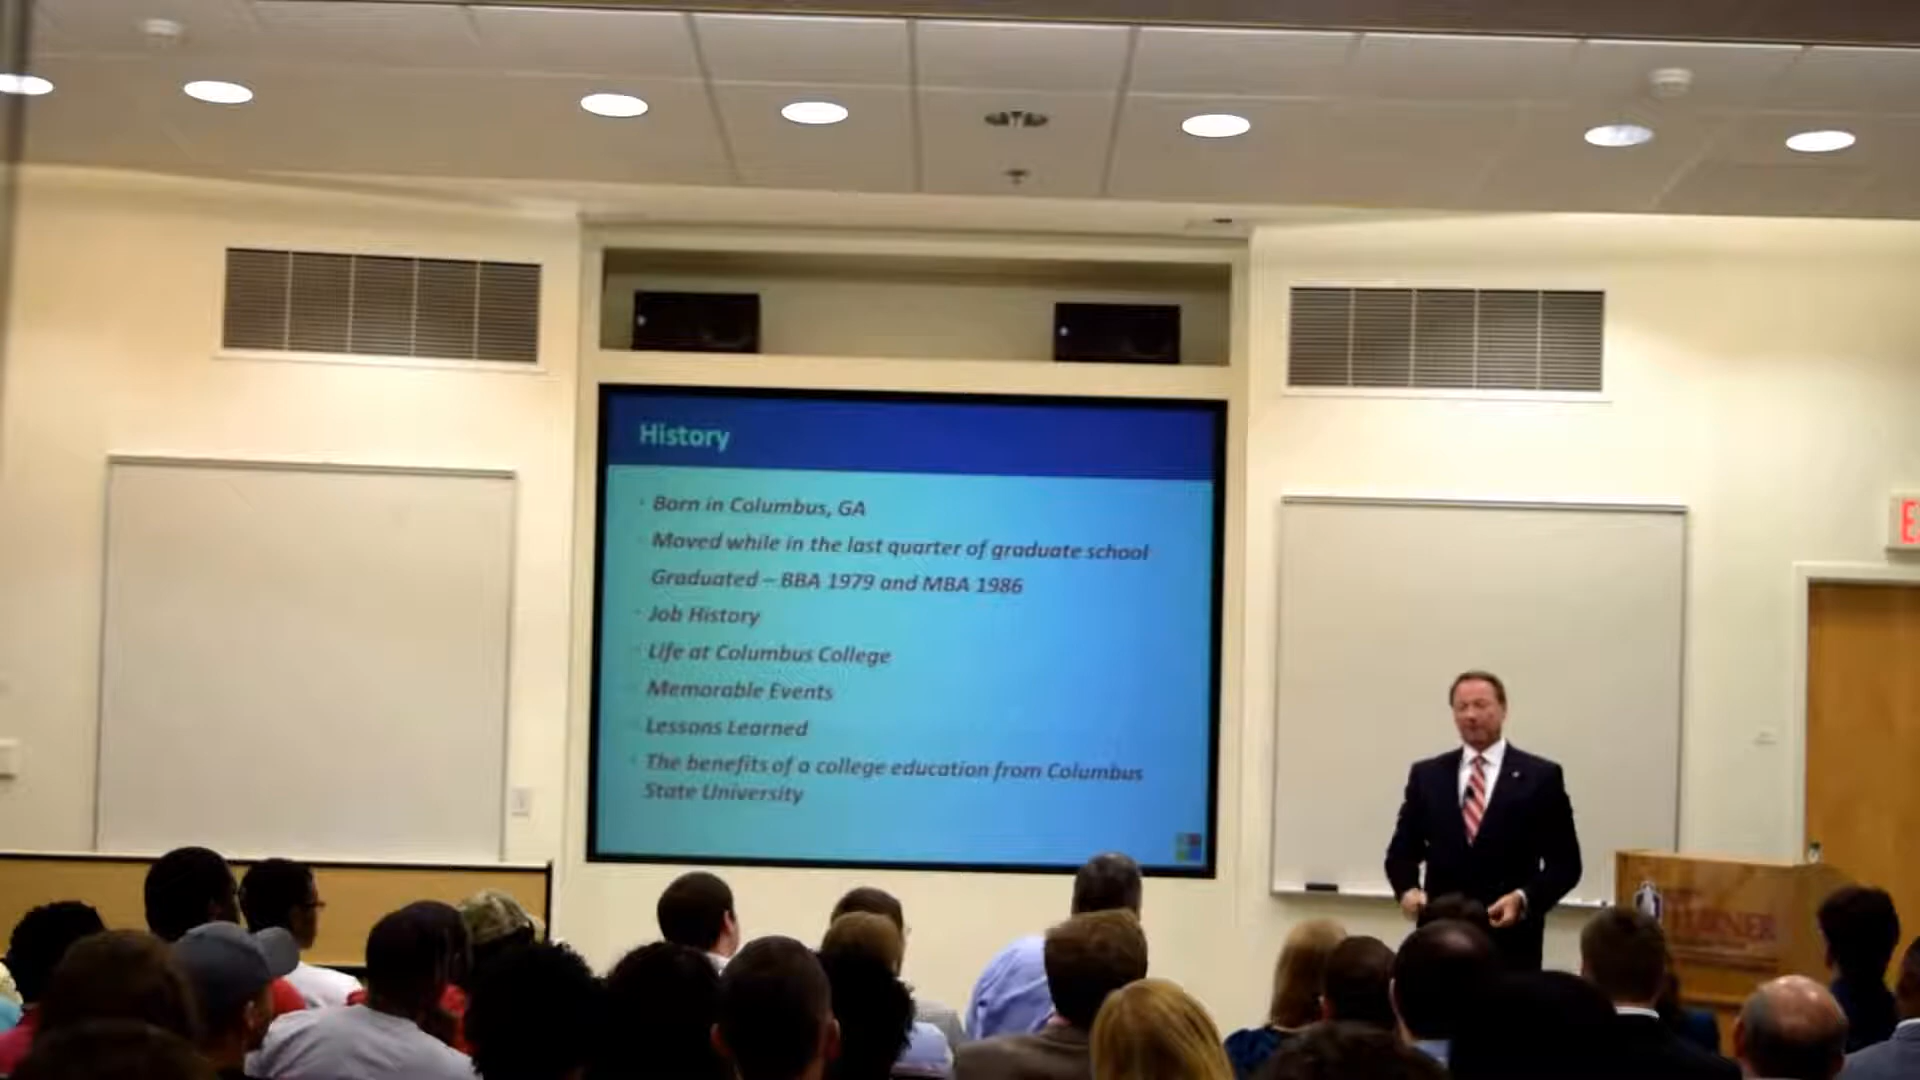 History
Born in Columbus, GA
Moved while in the last quarter of graduate school
Graduated – BBA 1979 and MBA 1986
Job History
Life at Columbus College
Memorable Events
Lessons Learned
The benefits of a college education from Columbus
State University
E
TURNER